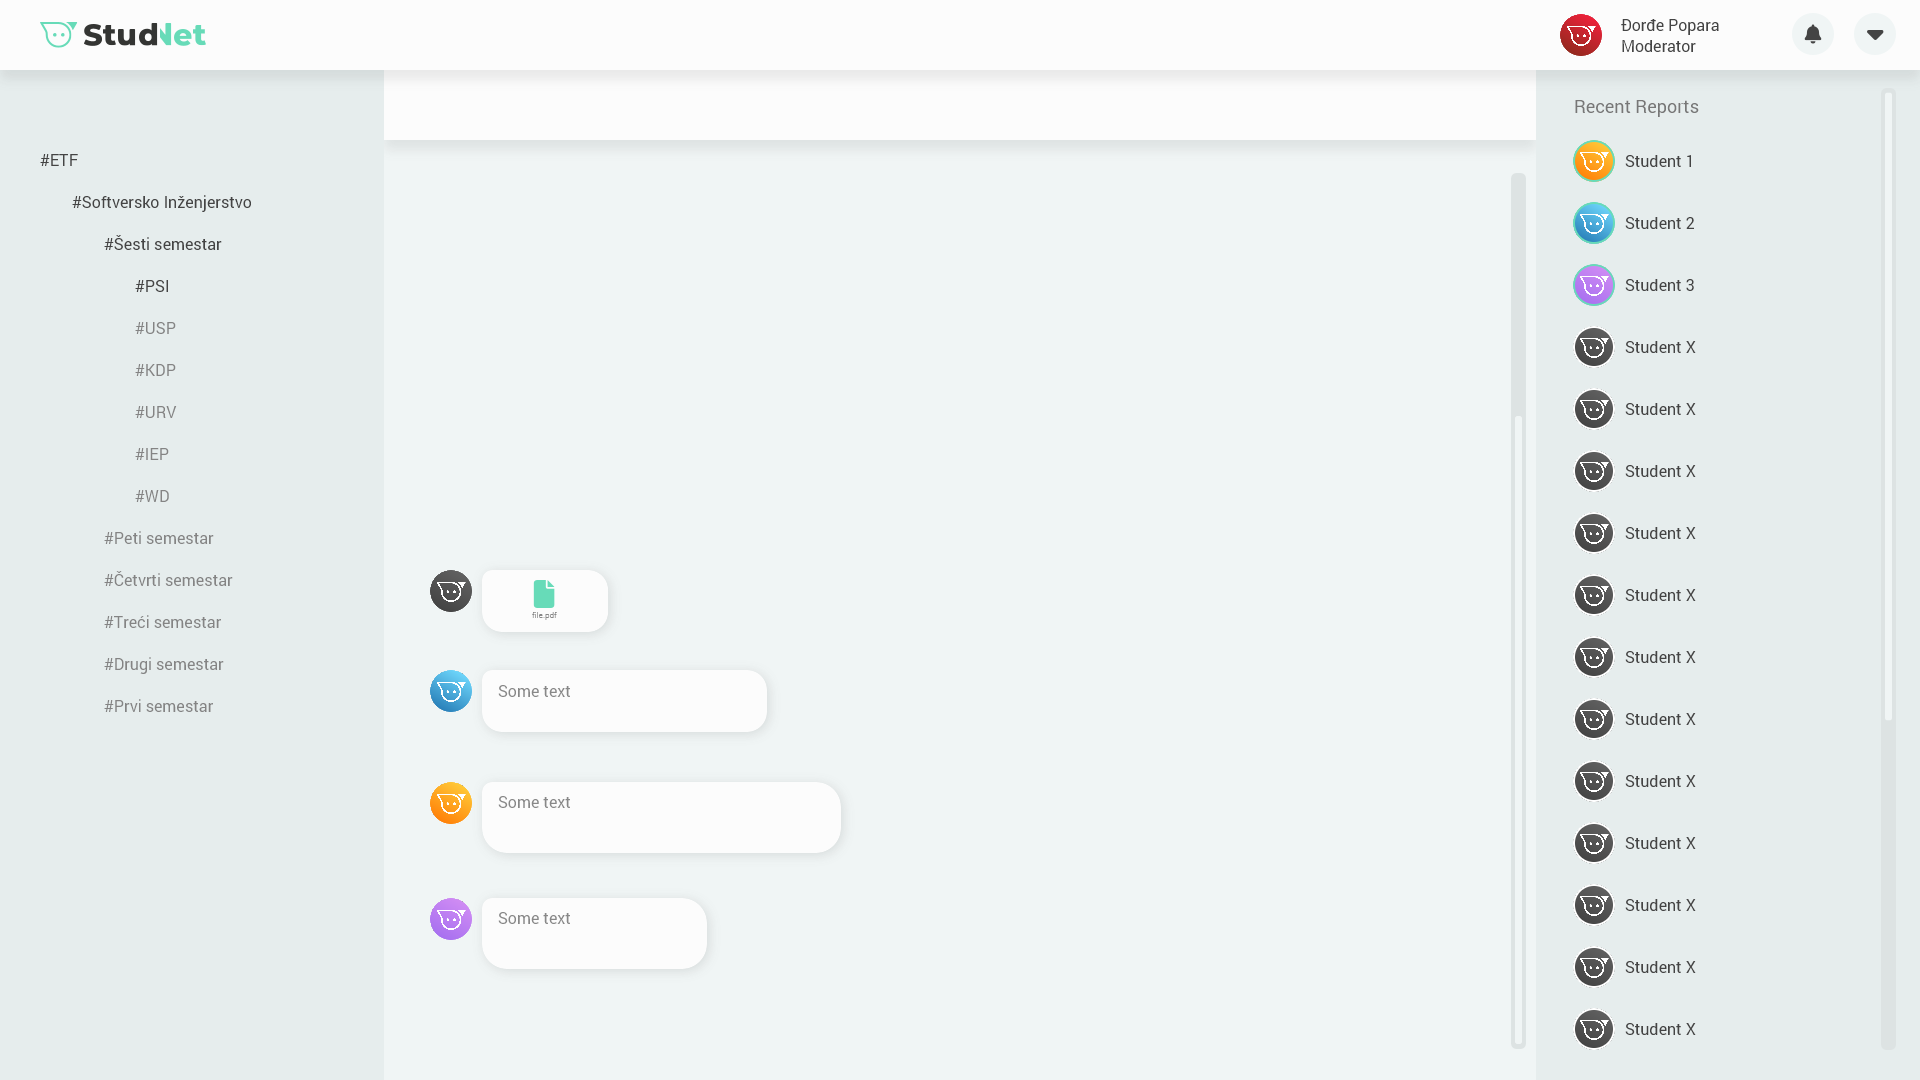 StudNet
Đorđe Popara
Moderator
#ETF
#Softversko Inženjerstvo
#Šesti semestar
#PSI
#USP
#KDP
#URV
#IEP
#WD
#Peti semestar
#Četvrti semestar
#Treći semestar
#Drugi semestar
#Prvi semestar
file.pdf
Some text
Some text
Some text
Recent Reports
Student 1
Student 2
Student 3
Student X
Student X
Student X
Student X
Student X
Student X
Student X
Student X
Student X
Student X
Student X
Student X